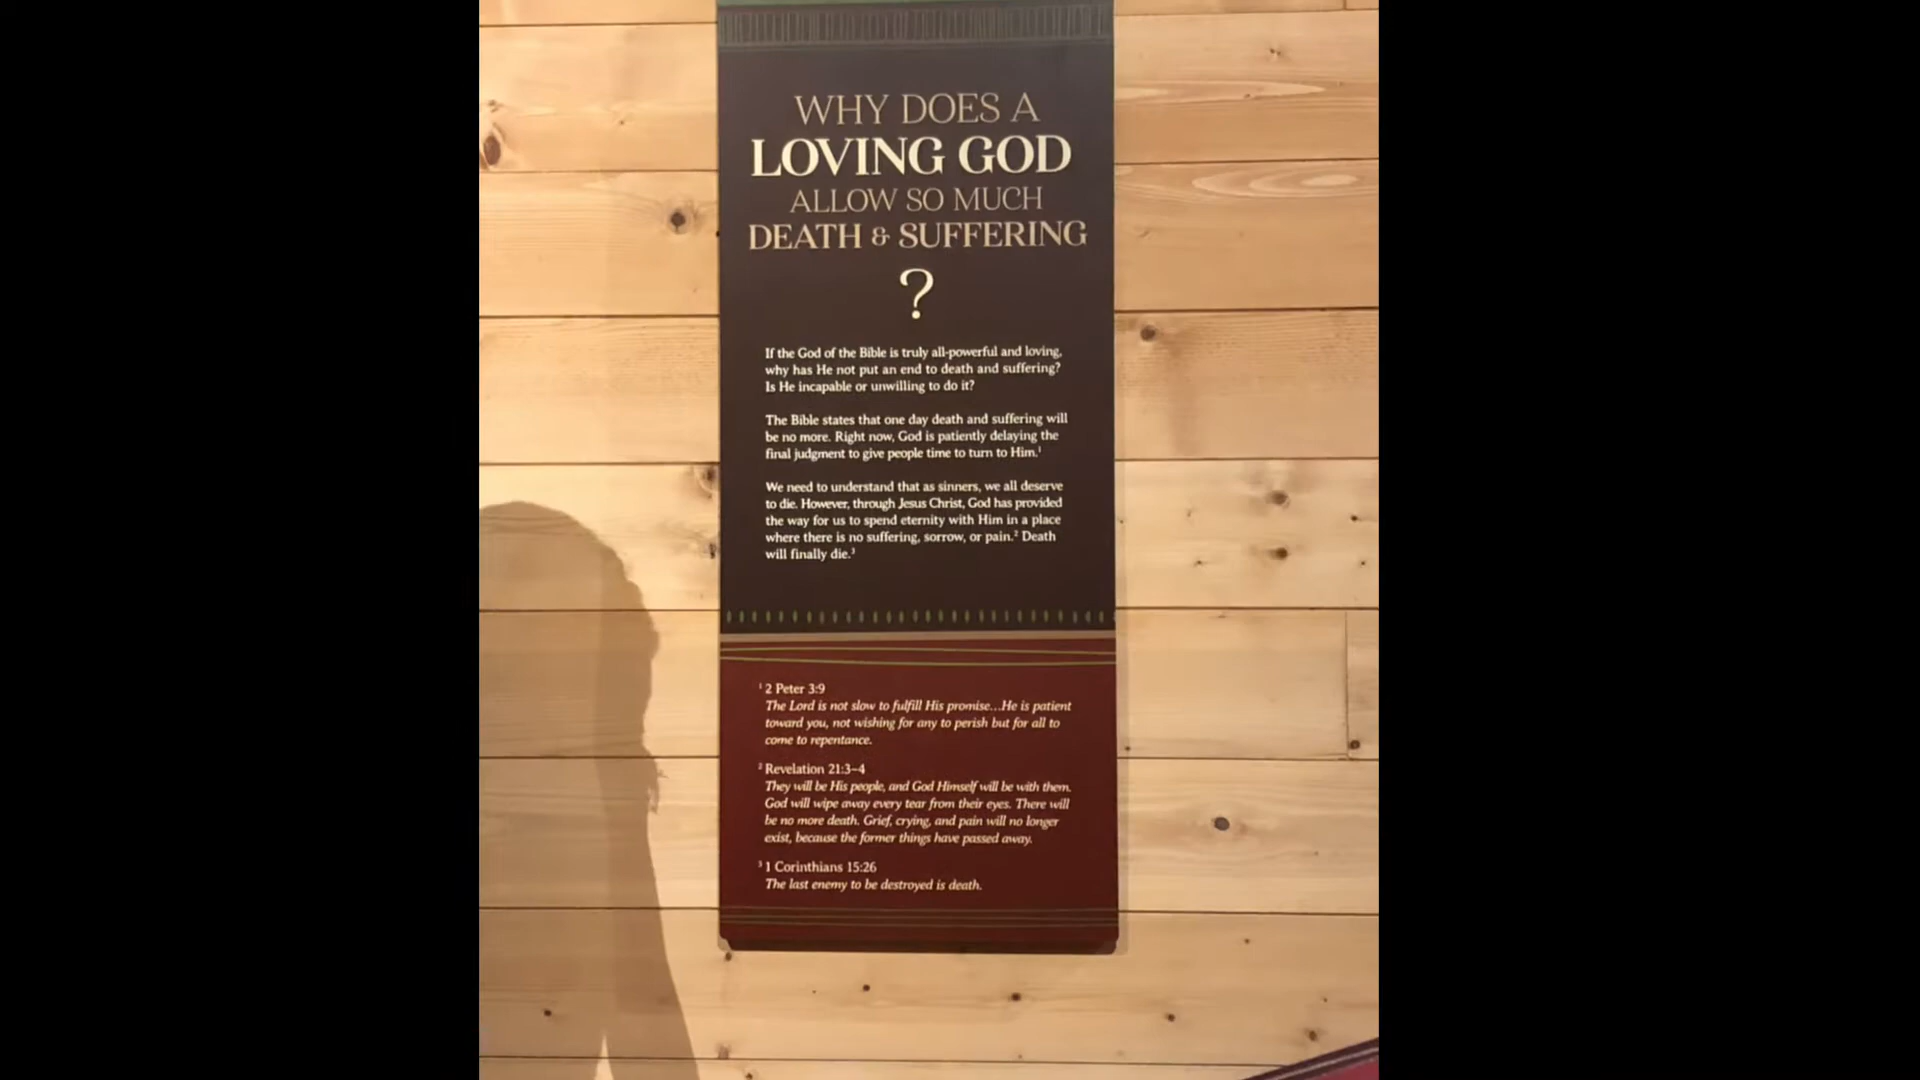 WHY DOES A
LOVING GOD
ALLOW SO MUCH
DEATH & SUFFERING
?
If the God of the Bible is truly all-powerful and loving,
why has He not put an end to death and suffering?
Is He incapable or unwilling to do it?
The Bible states that one day death and suffering will
be no more. Right now, God is patiently delaying the
final judgment to give people time to turn to Him.¹
We need to understand that as sinners, we all deserve
to die. However, through Jesus Christ, God has provided
the way for us to spend eternity with Him in a place
where there is no suffering, sorrow, or pain.² Death
will finally die.³
¹ 2 Peter 3:9
The Lord is not slow to fulfill His promise...He is patient
toward you, not wishing for any to perish but for all to
come to repentance.
² Revelation 21:3–4
They will be His people, and God Himself will be with them.
God will wipe away every tear from their eyes. There will
be no more death. Grief, crying, and pain will no longer
exist, because the former things have passed away.
³ 1 Corinthians 15:26
The last enemy to be destroyed is death.